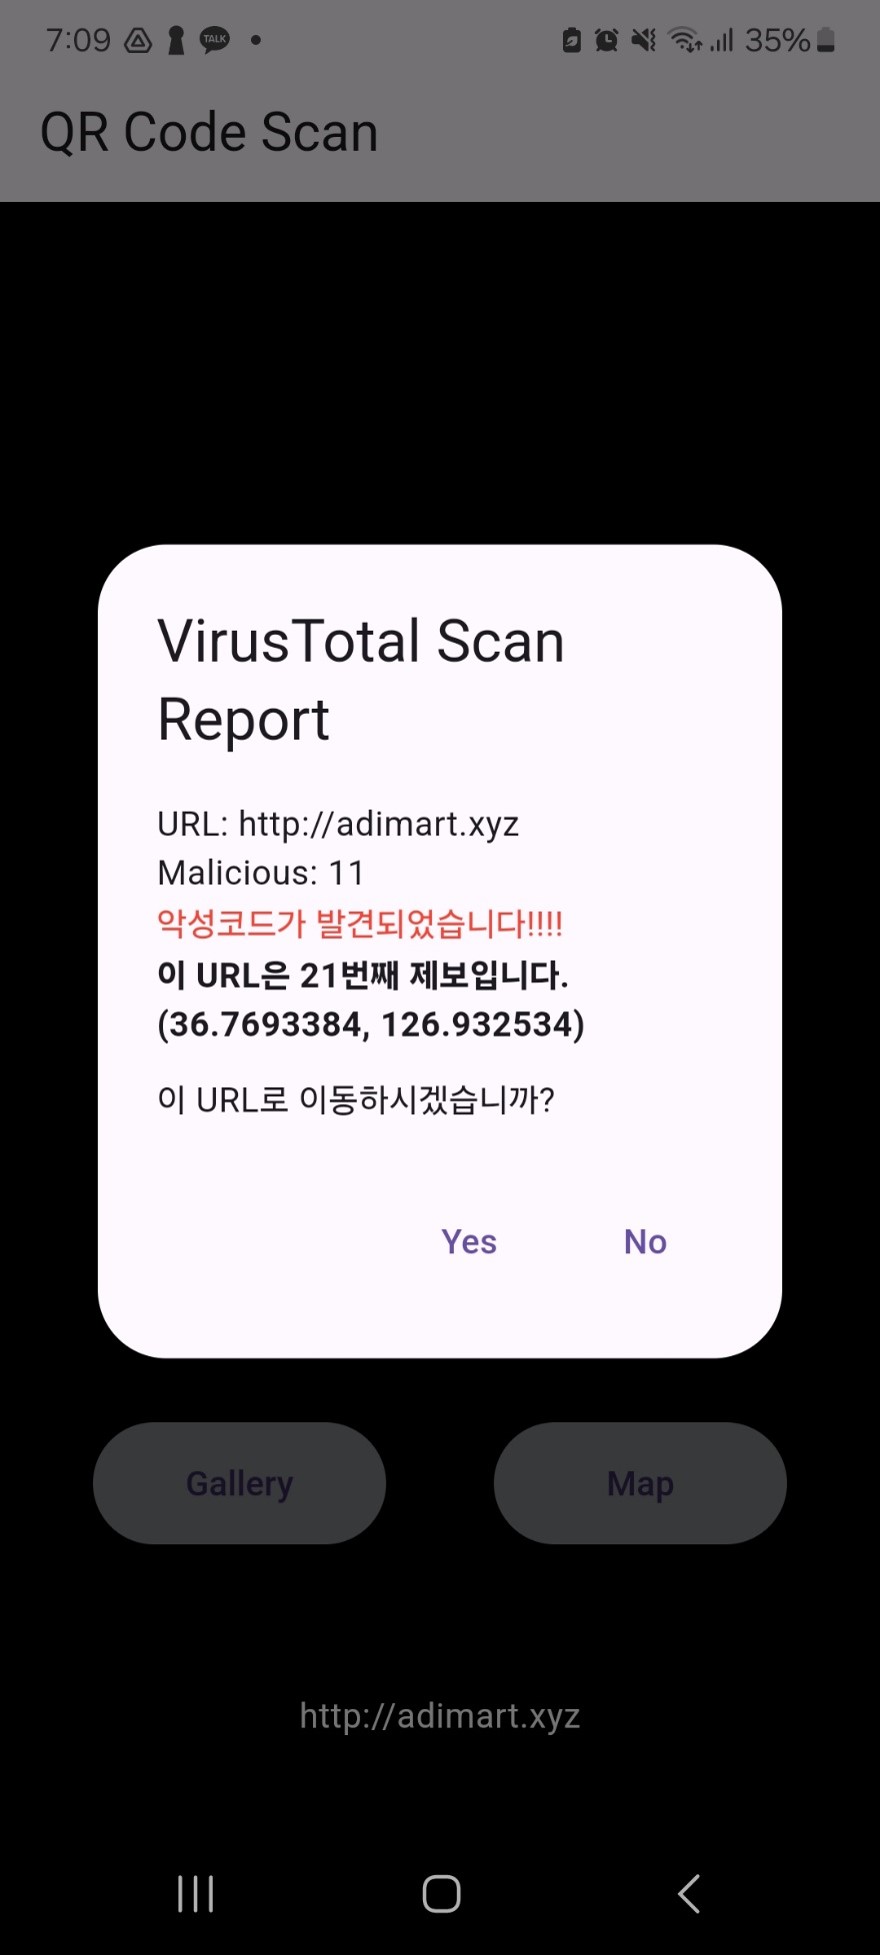 7:09 TALK 35%
QR Code Scan
VirusTotal Scan
Report
URL: http://adimart.xyz
Malicious: 11
악성코드가 발견되었습니다!!!!
이 URL은 21번째 제보입니다.
(36.7693384, 126.932534)
이 URL로 이동하시겠습니까?
Yes No
Gallery Map
http://adimart.xyz